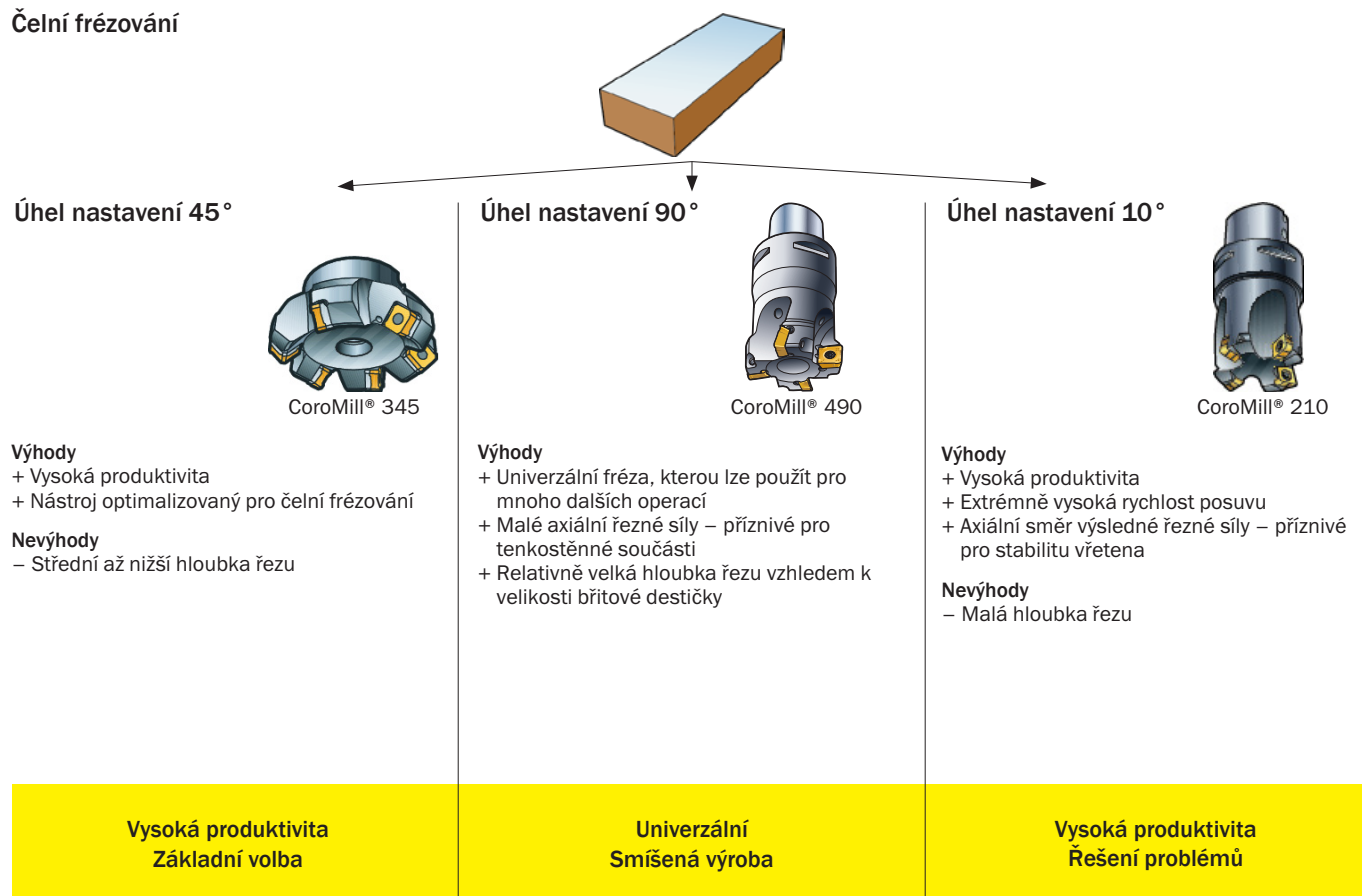 Čelní frézování
Úhel nastavení 45°
CoroMill® 345
Výhody
+ Vysoká produktivita
+ Nástroj optimalizovaný pro čelní frézování
Nevýhody
– Střední až nižší hloubka řezu
Vysoká produktivita
Základní volba
Úhel nastavení 90°
CoroMill® 490
Výhody
+ Univerzální fréza, kterou lze použít pro
mnoho dalších operací
+ Malé axiální řezné síly – příznivé pro
tenkostěnné součásti
+ Relativně velká hloubka řezu vzhledem k
velikosti břitové destičky
Univerzální
Smíšená výroba
Úhel nastavení 10°
CoroMill® 210
Výhody
+ Vysoká produktivita
+ Extrémně vysoká rychlost posuvu
+ Axiální směr výsledné řezné síly – příznivé
pro stabilitu vřetena
Nevýhody
– Malá hloubka řezu
Vysoká produktivita
Řešení problémů